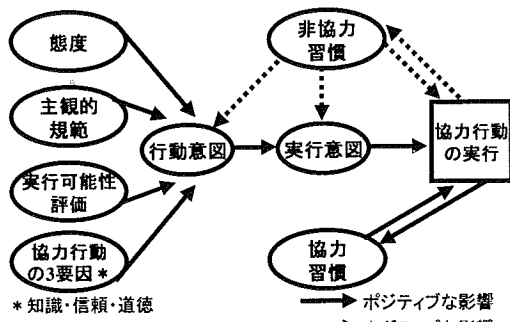 態度
主観的
規範
実行可能性
評価
協力行動
の3要因*
*知識・信頼・道徳
行動意図
非協力
習慣
実行意図
協力行動
の実行
協力
習慣
ポジティブな影響